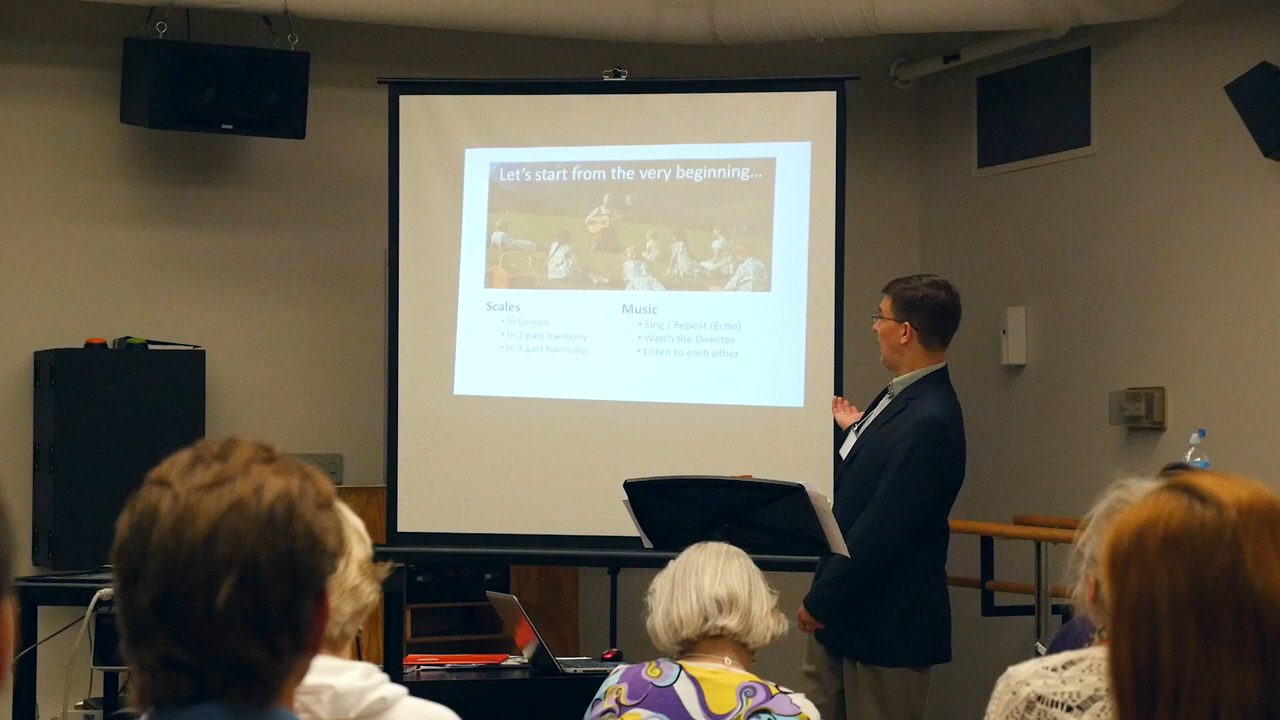 Let's start from the very beginning...
Scales
• In Unison
• In 2 part harmony
• In 3 part harmony
Music
• Sing / Repeat (Echo)
• Watch the Director
• Listen to each other